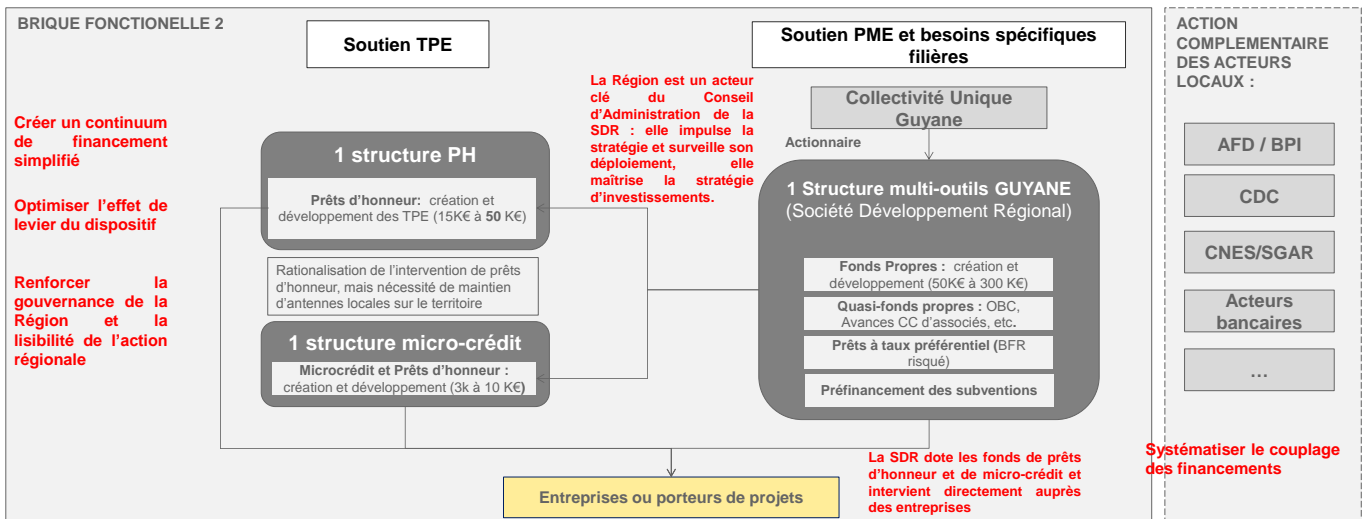 BRIQUE FONCTIONELLE 2
Soutien TPE
Soutien PME et besoins spécifiques
filières
Créer un continuum
de financement
simplifié
Optimiser l'effet de
levier du dispositif
Renforcer la
gouvernance de la
Région et la
lisibilité de l'action
régionale
1 structure PH
Prêts d'honneur: création et
développement des TPE (15K€ à 50 K€)
Rationalisation de l'intervention de prêts
d'honneur, mais nécessité de maintien
d'antennes locales sur le territoire
1 structure micro-crédit
Microcrédit et Prêts d'honneur :
création et développement (3k à 10 K€)
La Région est un acteur
clé du Conseil
d'Administration de la
SDR : elle impulse la
stratégie et surveille son
déploiement, elle
maîtrise la stratégie
d'investissements.
Collectivité Unique
Guyane
Actionnaire
1 Structure multi-outils GUYANE
(Société Développement Régional)
Fonds Propres : création et
développement (50K€ à 300 K€)
Quasi-fonds propres : OBC,
Avances CC d'associés, etc.
Prêts à taux préférentiel (BFR
risqué)
Préfinancement des subventions
La SDR dote les fonds de prêts
d'honneur et de micro-crédit et
intervient directement auprès
des entreprises
Entreprises ou porteurs de projets
ACTION
COMPLEMENTAIRE
DES ACTEURS
LOCAUX :
AFD / BPI
CDC
CNES/SGAR
Acteurs
bancaires
…
Systématiser le couplage
des financements